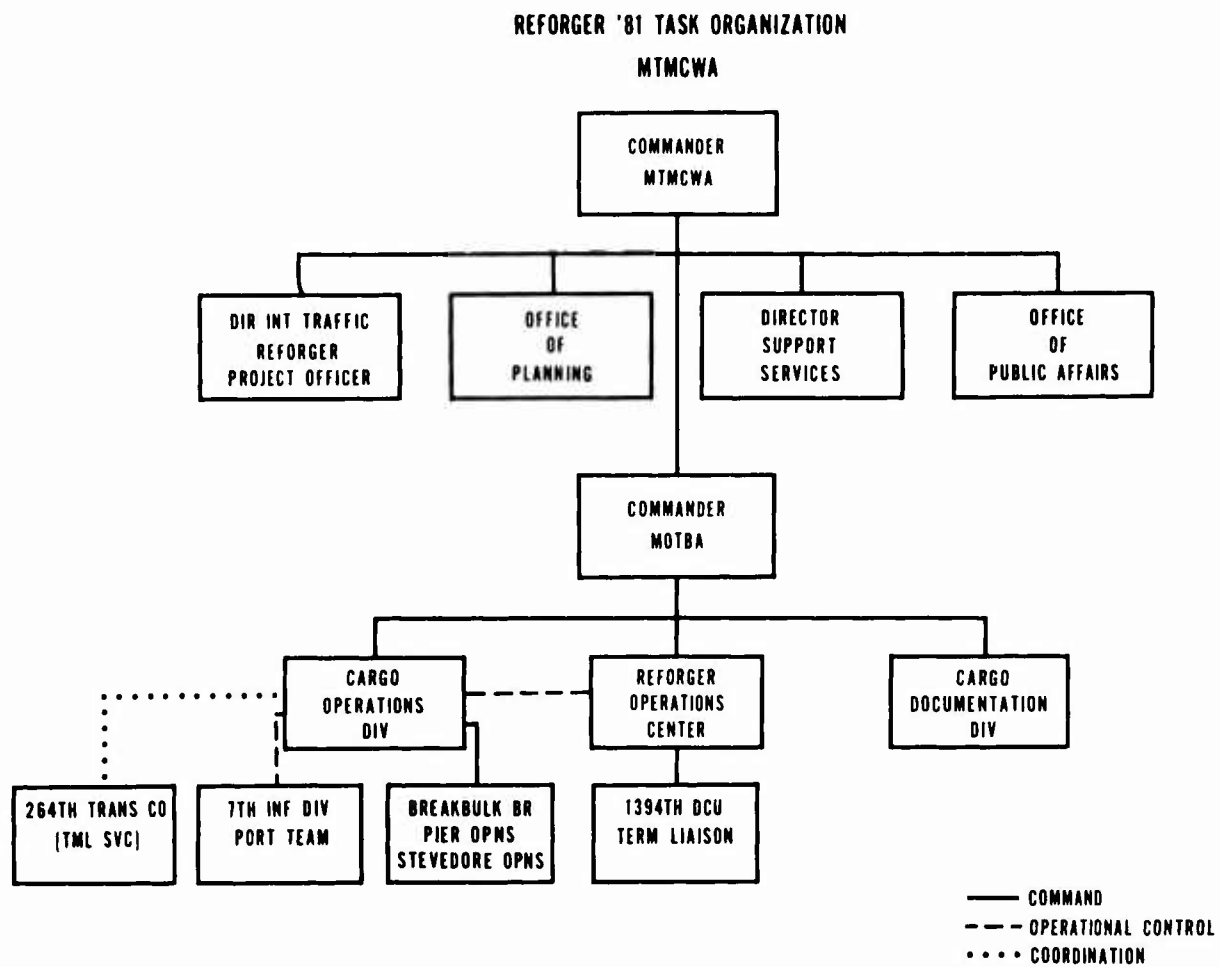 REFORGER '81 TASK ORGANIZATION
MTMCWA
COMMANDER
MTMCWA
DIR INT TRAFFIC
REFORGER
PROJECT OFFICER
OFFICE
OF
PLANNING
DIRECTOR
SUPPORT
SERVICES
OFFICE
OF
PUBLIC AFFAIRS
COMMANDER
MOTBA
CARGO
OPERATIONS
DIV
REFORGER
OPERATIONS
CENTER
CARGO
DOCUMENTATION
DIV
264TH TRANS CO
(TML SVC)
7TH INF DIV
PORT TEAM
BREAKBULK BR
PIER OPNS
STEVEDORE OPNS
1394TH DCU
TERM LIAISON
COMMAND
OPERATIONAL CONTROL
COORDINATION